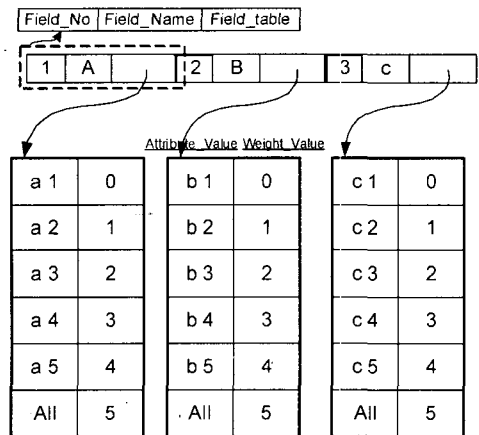 Field_No Field_Name Field_table
1 A 2 B 3 c
Attribute_Value Weight_Value
a 1 0 b 1 0 c 1 0
a 2 1 b 2 1 c 2 1
a 3 2 b 3 2 c 3 2
a 4 3 b 4 3 c 4 3
a 5 4 b 5 4 c 5 4
All 5 All 5 All 5